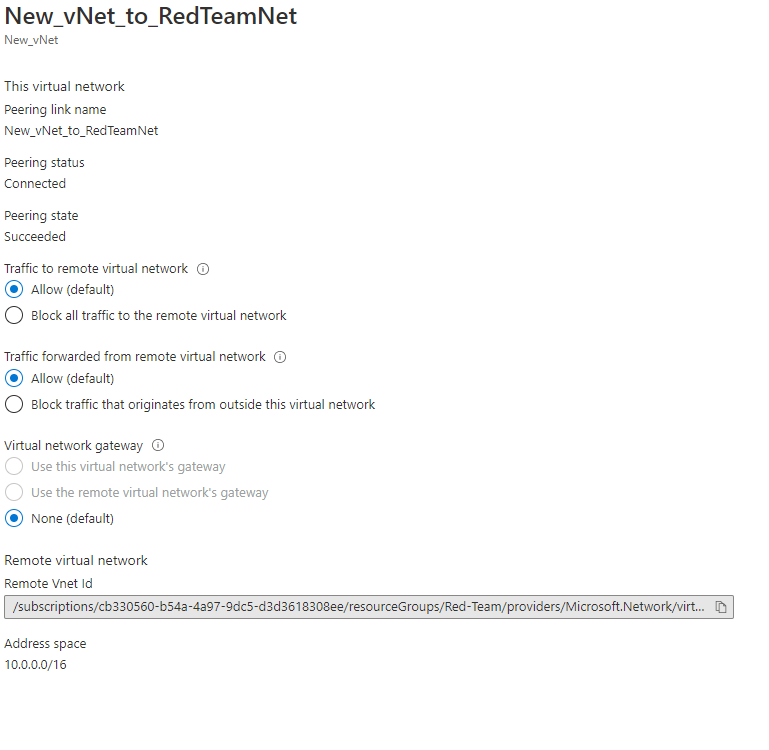 New_vNet_to_RedTeamNet
New_vNet
This virtual network
Peering link name
New_vNet_to_RedTeamNet
Peering status
Connected
Peering state
Succeeded
Traffic to remote virtual network
Allow (default)
Block all traffic to the remote virtual network
Traffic forwarded from remote virtual network
Allow (default)
Block traffic that originates from outside this virtual network
Virtual network gateway
Use this virtual network's gateway
Use the remote virtual network's gateway
None (default)
Remote virtual network
Remote Vnet Id
/subscriptions/cb330560-b54a-4a97-9dc5-d3d3618308ee/resourceGroups/Red-Team/providers/Microsoft.Network/virt...
Address space
10.0.0.0/16